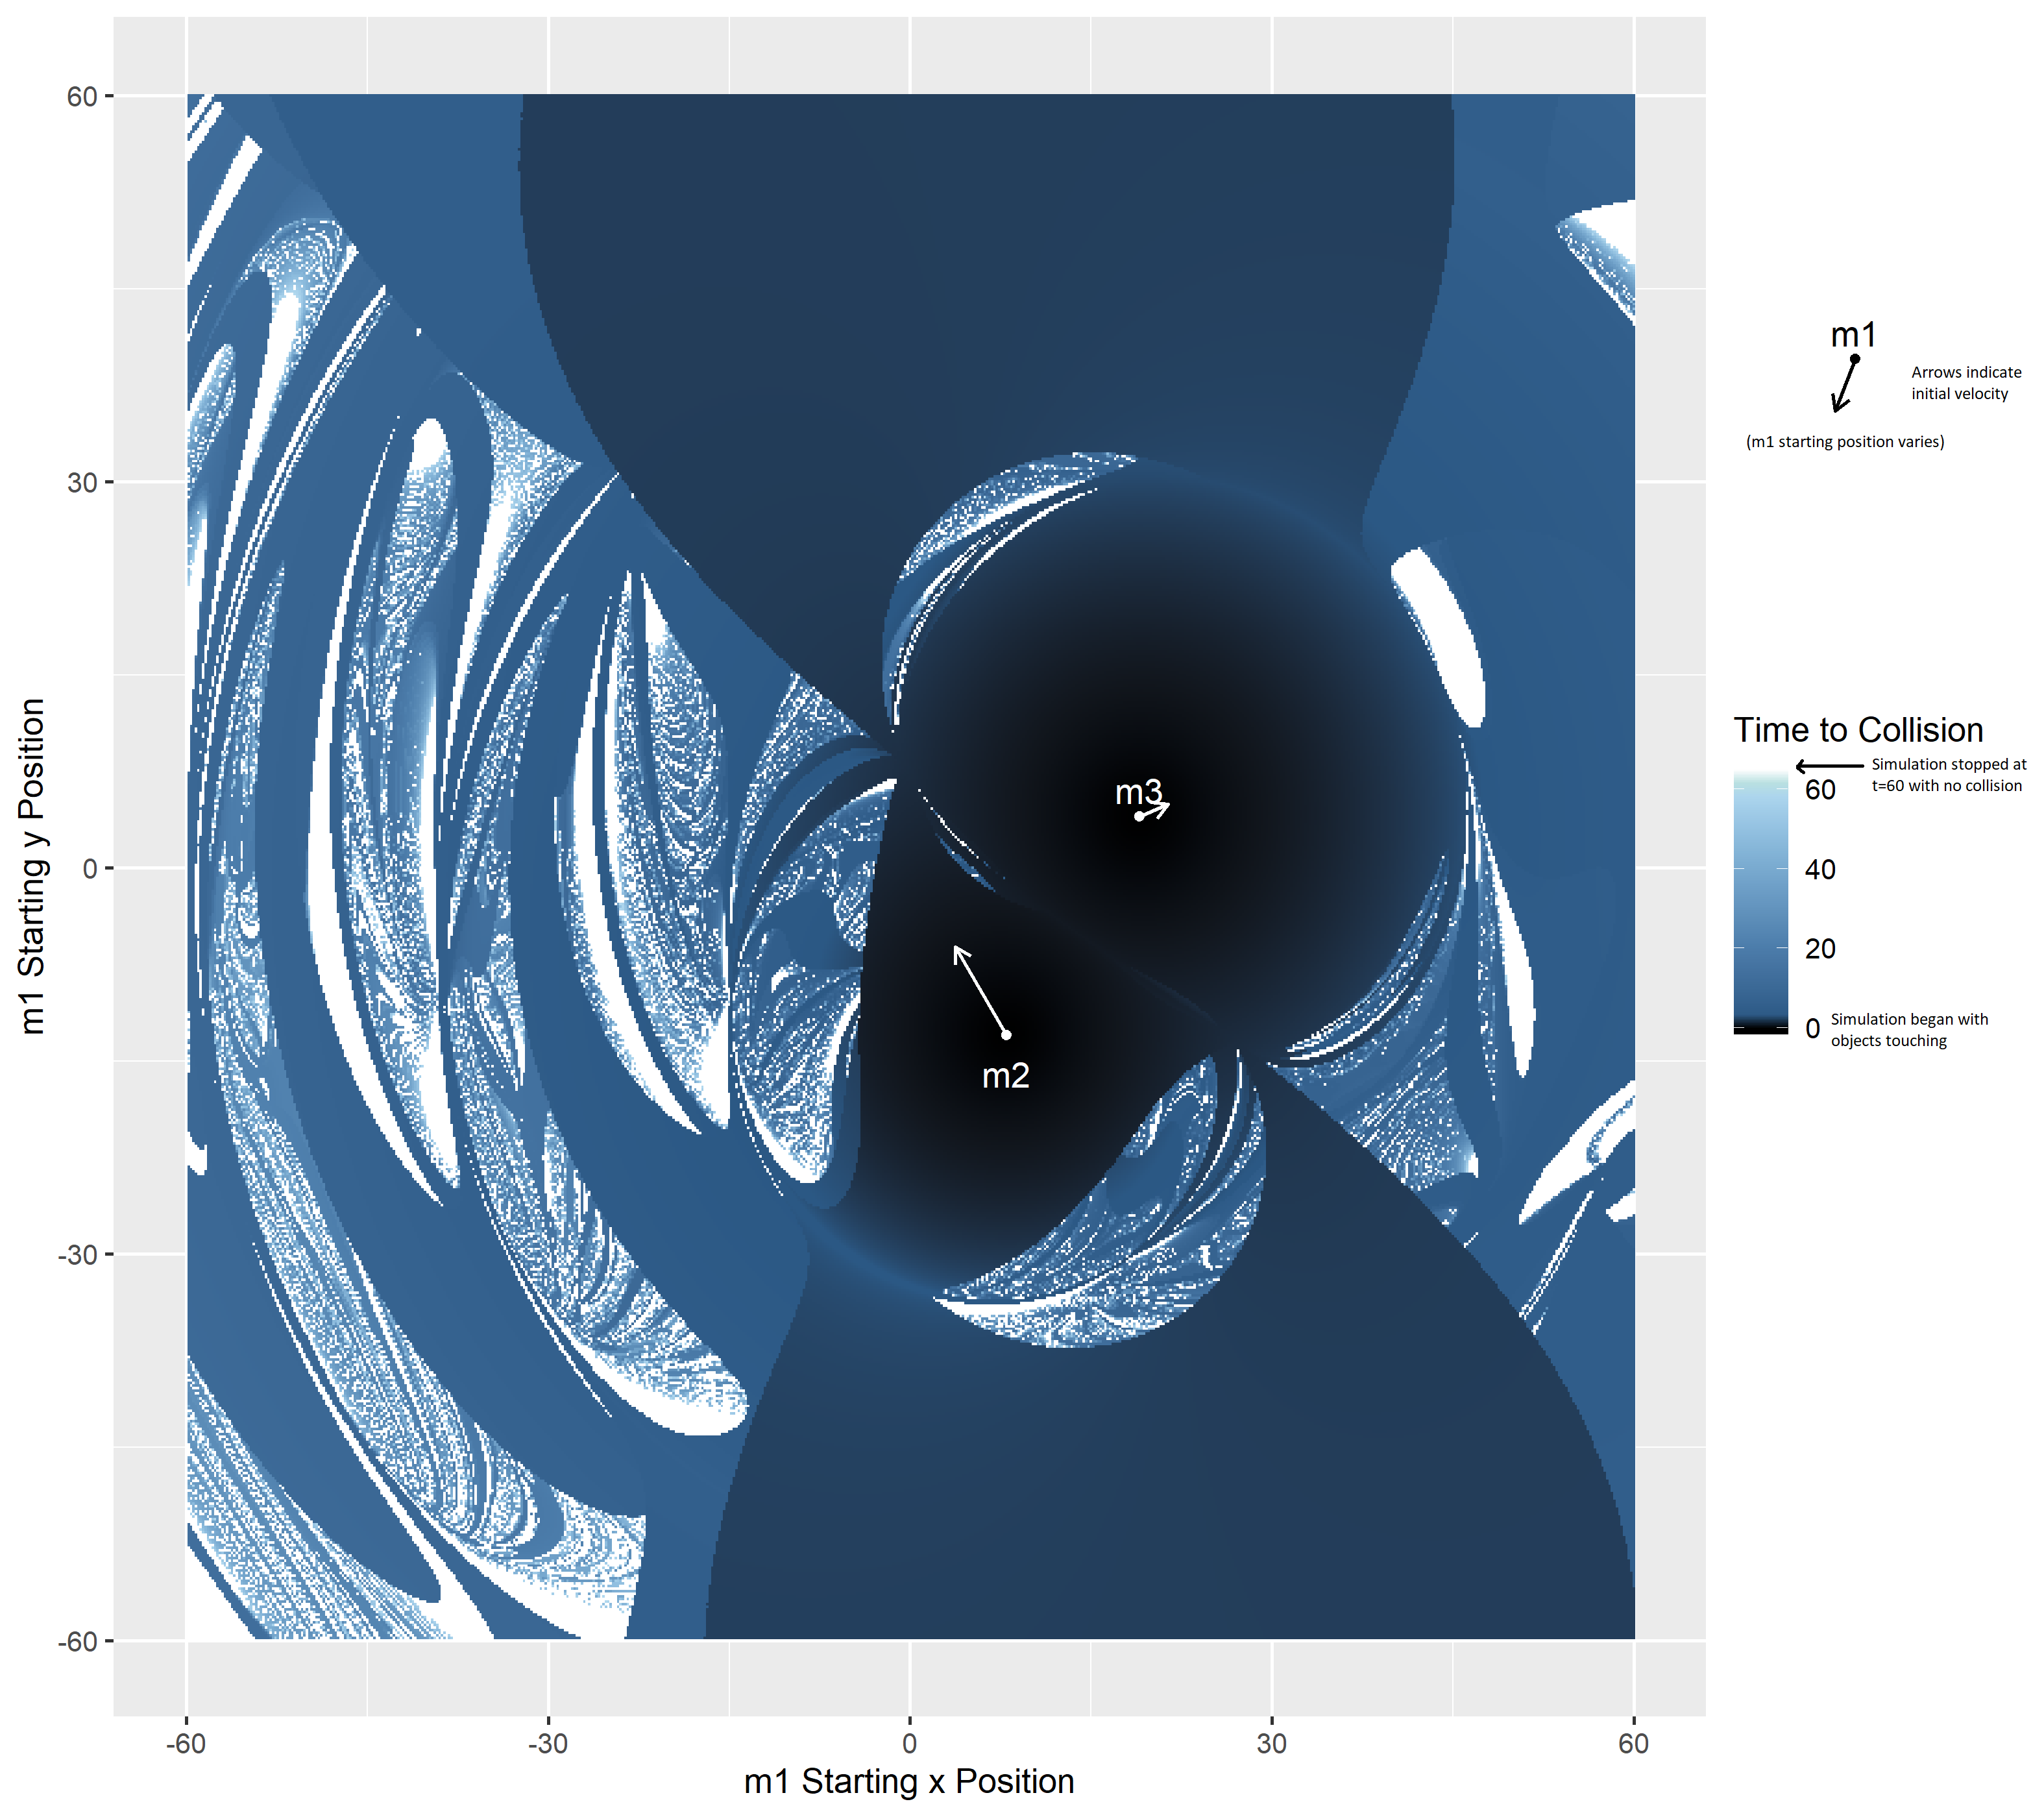 60
30
0
-30
-60
m1 Starting y Position
-60
-30
0
30
60
m1 Starting x Position
m3
m2
m1
Arrows indicate
initial velocity
(m1 starting position varies)
Time to Collision
Simulation stopped at
t=60 with no collision
60
40
20
0
Simulation began with
objects touching